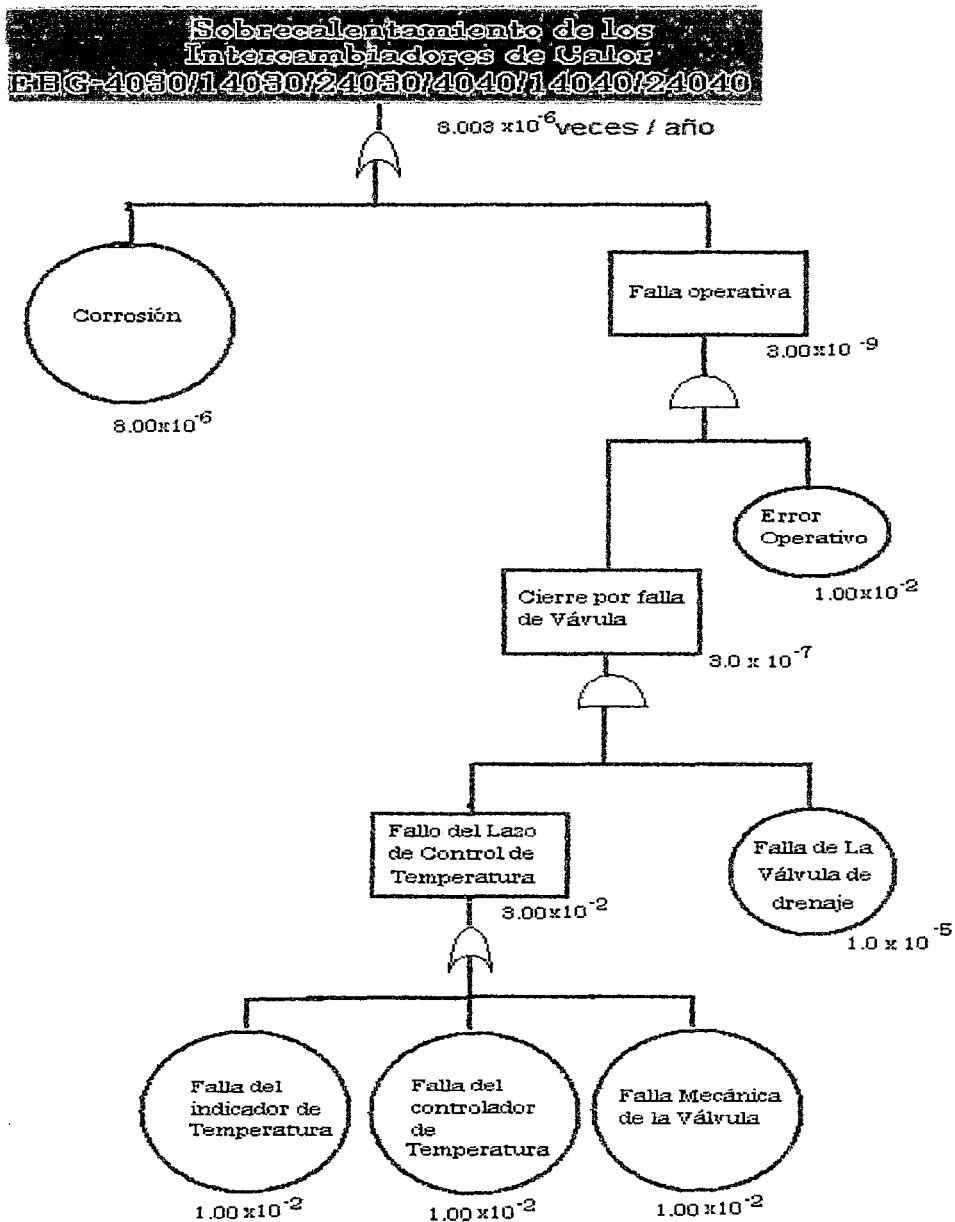 Sobrecalentamiento de los
Intercambiadores de Calor
EBG-4030/14030/24030/4040/14040/24040
8.003 x10⁻⁶ veces / año
Corrosión
8.00x10⁻⁶
Falla operativa
3.00x10⁻⁹
Error
Operativo
1.00x10⁻²
Cierre por falla
de Vávula
3.0 x 10⁻⁷
Fallo del Lazo
de Control de
Temperatura
3.00x10⁻²
Falla de La
Válvula de
drenaje
1.0 x 10⁻⁵
Falla del
indicador de
Temperatura
1.00 x10⁻²
Falla del
controlador
de
Temperatura
1.00 x10⁻²
Falla Mecánica
de la Válvula
1.00 x10⁻²